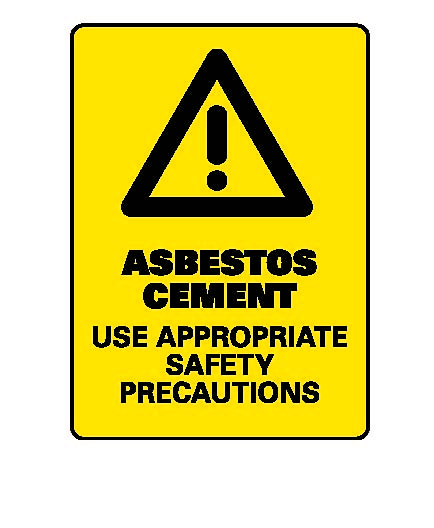 ASBESTOS
CEMENT
USE APPROPRIATE
SAFETY
PRECAUTIONS